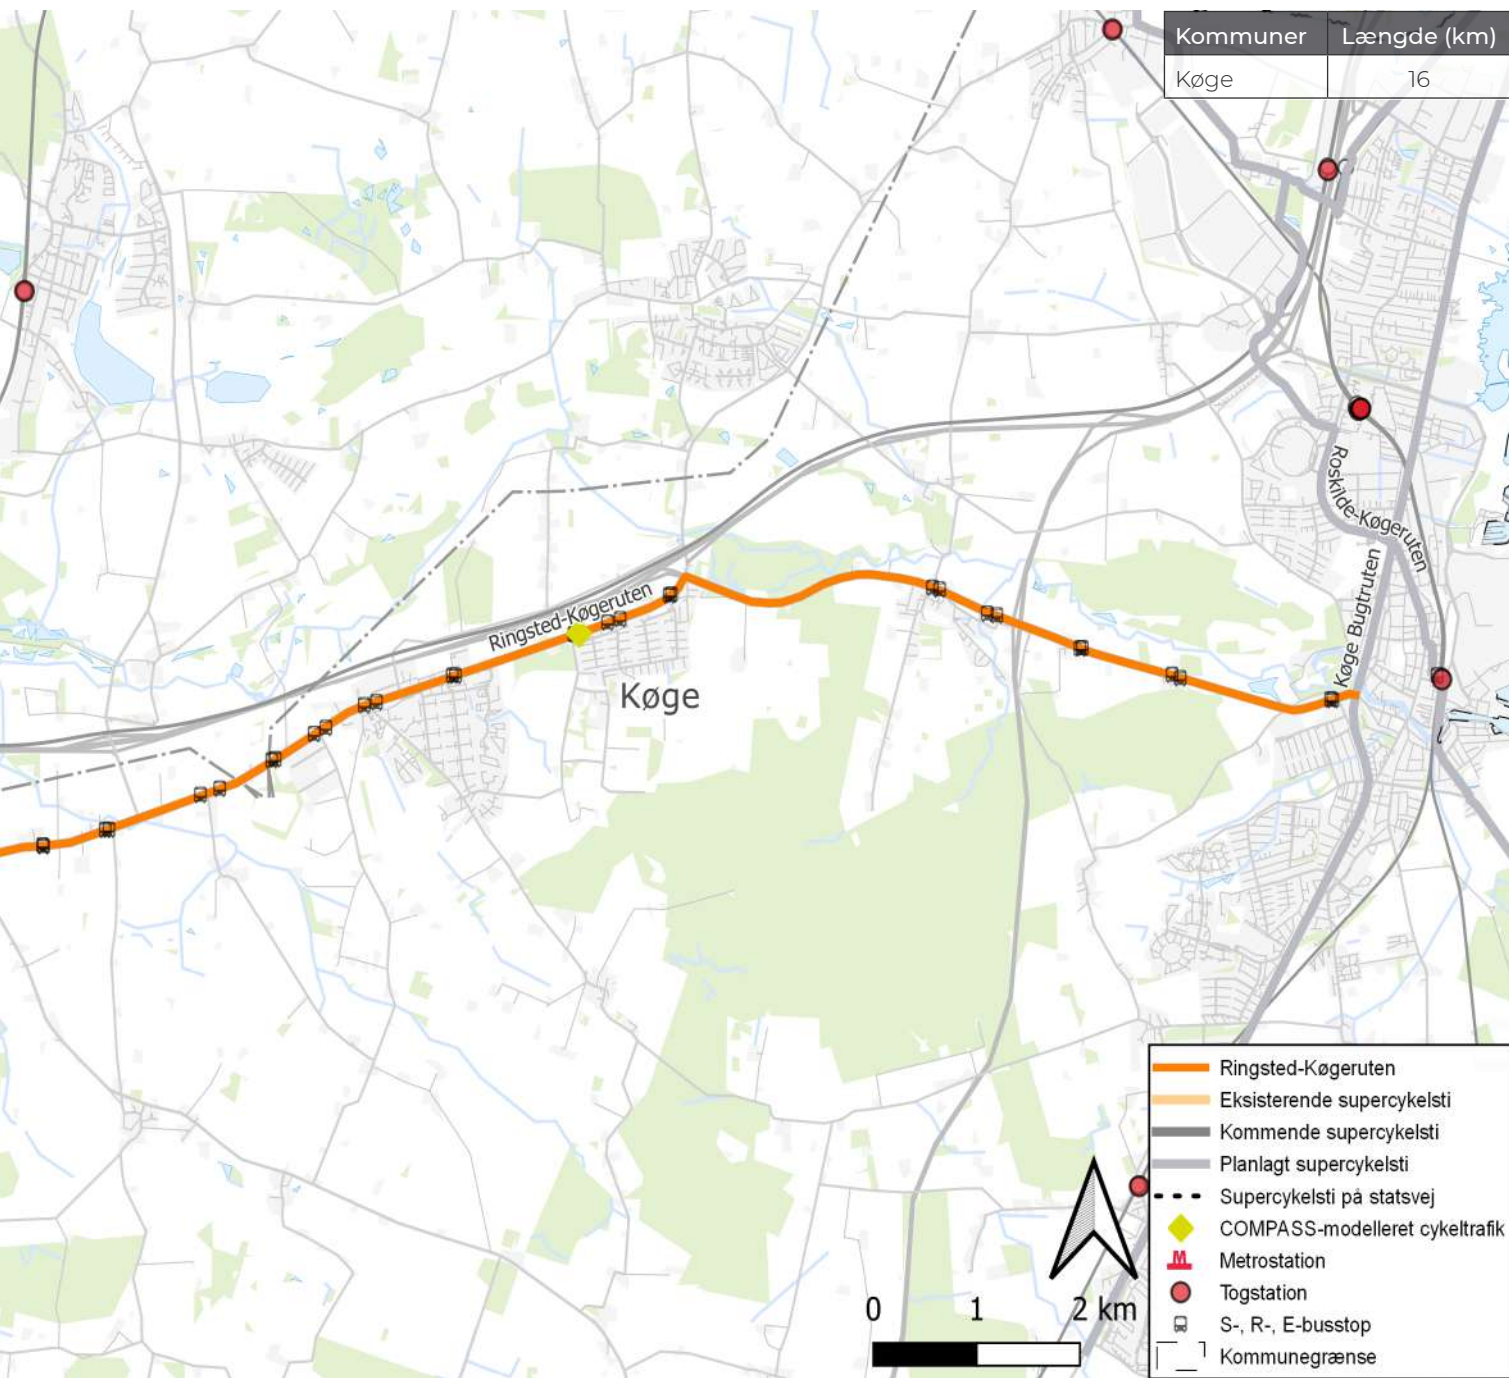 Kommuner Længde (km)
Køge 16
Roskilde-Køgeruten
Køge Bugtruten
Ringsted-Køgeruten
Køge
Ringsted-Køgeruten
Eksisterende supercykelsti
Kommende supercykelsti
Planlagt supercykelsti
Supercykelsti på statsvej
COMPASS-modelleret cykeltrafik
M
Metrostation
Togstation
S-, R-, E-busstop
Kommunegrænse
0 1 2 km